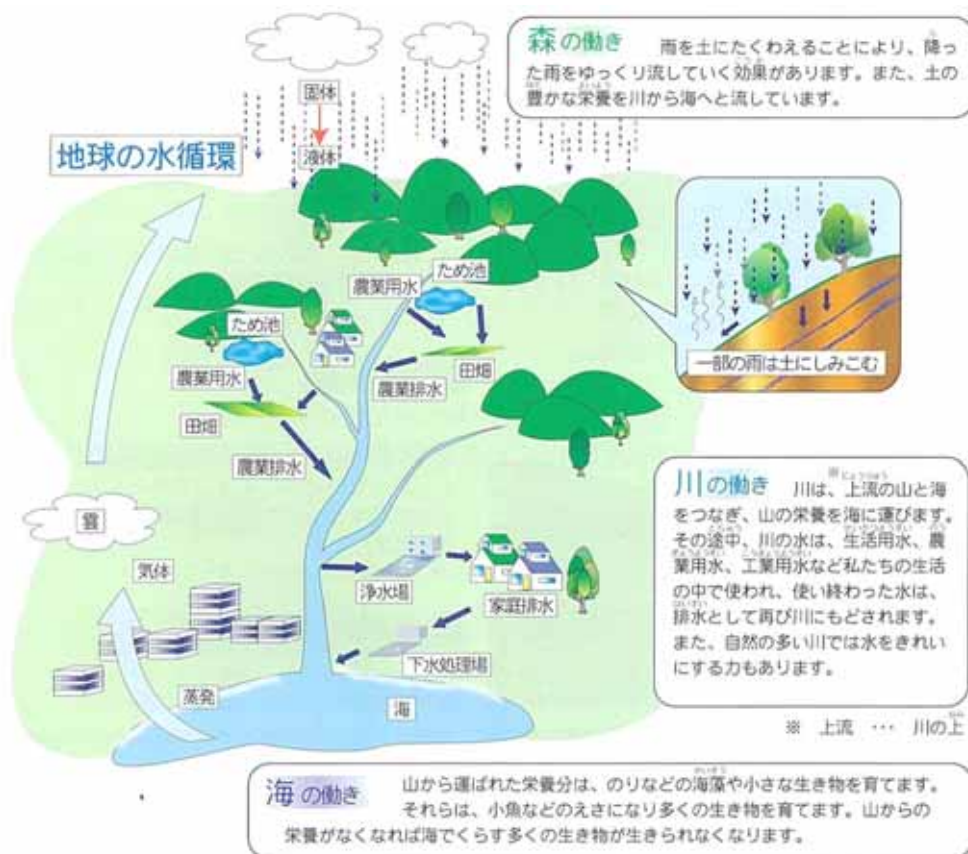 森の働き　雨を土にたくわえることにより、降っ
た雨をゆっくり流していく効果があります。また、土の
豊かな栄養を川から海へと流しています。
固体
液体
地球の水循環
ため池
農業用水
ため池
農業用水
田畑
農業排水
田畑
農業排水
一部の雨は土にしみこむ
川の働き　川は、※上流の山と海
をつなぎ、山の栄養を海に運びます。
その途中、川の水は、生活用水、農
業用水、工業用水など私たちの生活
の中で使われ、使い終わった水は、
排水として再び川にもどされます。
また、自然の多い川では水をきれい
にする力もあります。
※　上流　…　川の上
雲
気体
浄水場
家庭排水
下水処理場
蒸発
海
海の働き　山から運ばれた栄養分は、のりなどの海藻や小さな生き物を育てます。
それらは、小魚などのえさになり多くの生き物を育てます。山からの
栄養がなくなれば海でくらす多くの生き物が生きられなくなります。